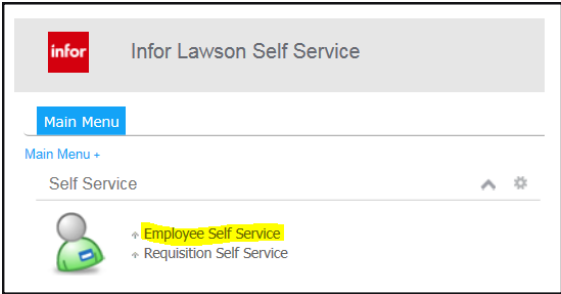 infor
Infor Lawson Self Service
Main Menu
Main Menu +
Self Service
Employee Self Service
Requisition Self Service